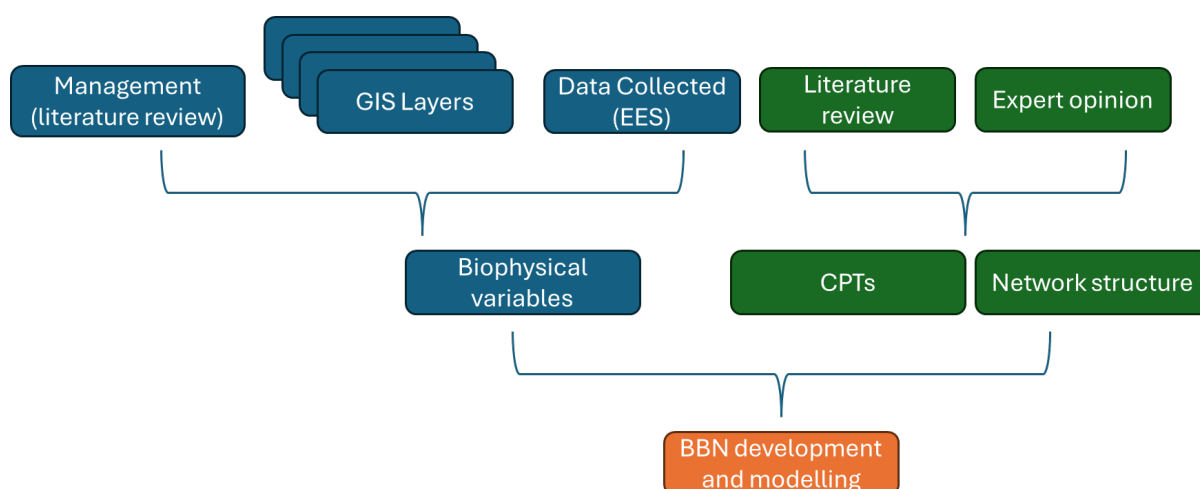 Management
(literature review)
GIS Layers
Data Collected
(EES)
Literature
review
Expert opinion
Biophysical
variables
CPTs
Network structure
BBN development
and modelling